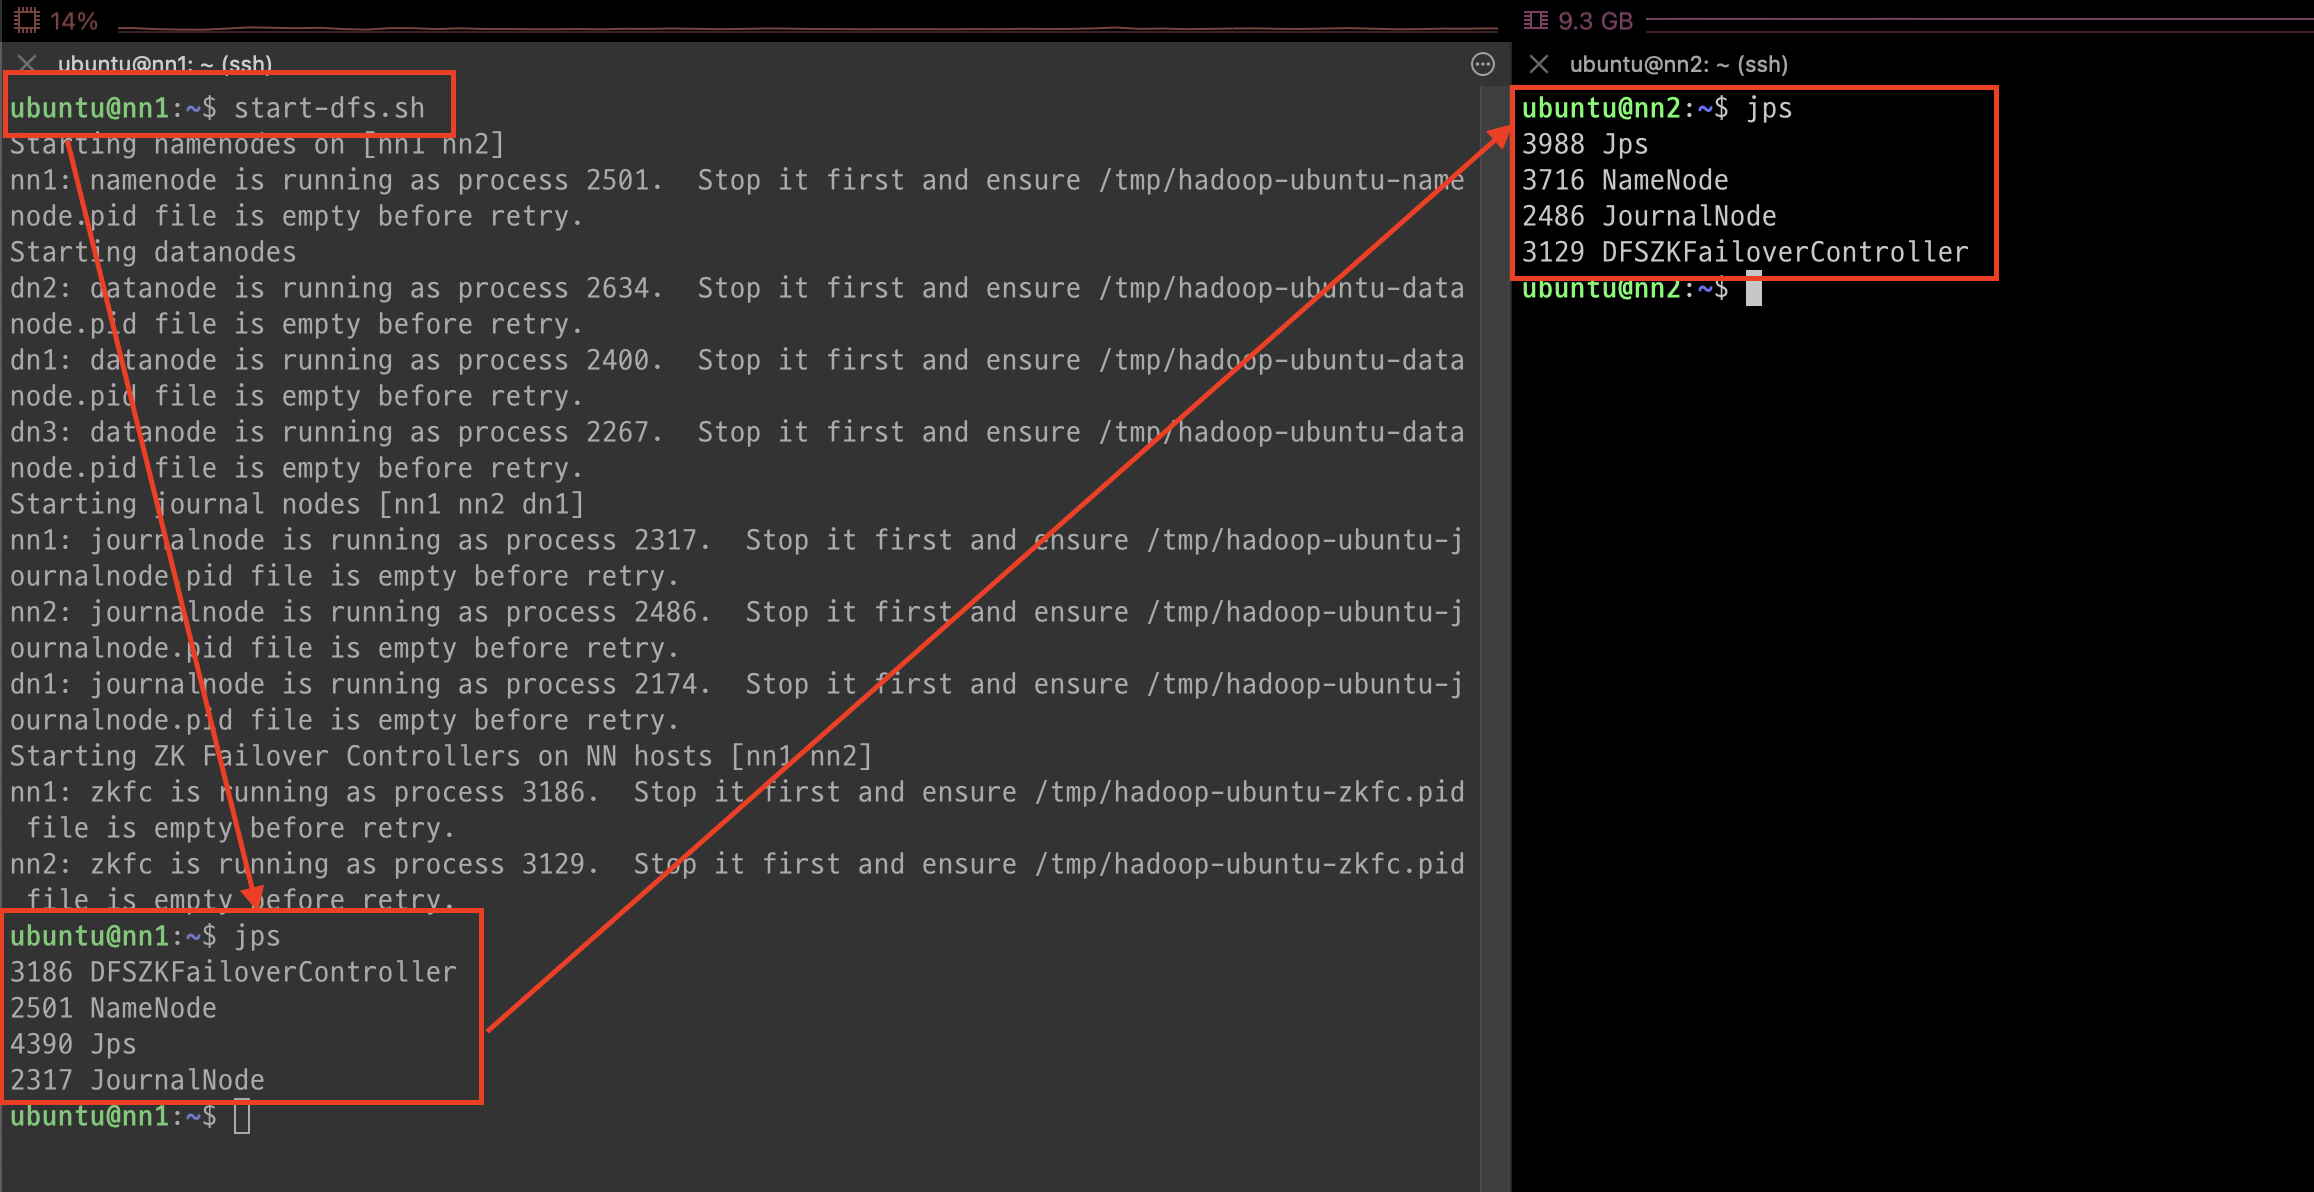 14%
9.3 GB
ubuntu@nn1: ~ (ssh)
ubuntu@nn1:~$ start-dfs.sh
Starting namenodes on [nn1 nn2]
nn1: namenode is running as process 2501.  Stop it first and ensure /tmp/hadoop-ubuntu-name
node.pid file is empty before retry.
Starting datanodes
dn2: datanode is running as process 2634.  Stop it first and ensure /tmp/hadoop-ubuntu-data
node.pid file is empty before retry.
dn1: datanode is running as process 2400.  Stop it first and ensure /tmp/hadoop-ubuntu-data
node.pid file is empty before retry.
dn3: datanode is running as process 2267.  Stop it first and ensure /tmp/hadoop-ubuntu-data
node.pid file is empty before retry.
Starting journal nodes [nn1 nn2 dn1]
nn1: journalnode is running as process 2317.  Stop it first and ensure /tmp/hadoop-ubuntu-j
ournalnode.pid file is empty before retry.
nn2: journalnode is running as process 2486.  Stop it first and ensure /tmp/hadoop-ubuntu-j
ournalnode.pid file is empty before retry.
dn1: journalnode is running as process 2174.  Stop it first and ensure /tmp/hadoop-ubuntu-j
ournalnode.pid file is empty before retry.
Starting ZK Failover Controllers on NN hosts [nn1 nn2]
nn1: zkfc is running as process 3186.  Stop it first and ensure /tmp/hadoop-ubuntu-zkfc.pid
 file is empty before retry.
nn2: zkfc is running as process 3129.  Stop it first and ensure /tmp/hadoop-ubuntu-zkfc.pid
 file is empty before retry.
ubuntu@nn1:~$ jps
3186 DFSZKFailoverController
2501 NameNode
4390 Jps
2317 JournalNode
ubuntu@nn1:~$
ubuntu@nn2: ~ (ssh)
ubuntu@nn2:~$ jps
3988 Jps
3716 NameNode
2486 JournalNode
3129 DFSZKFailoverController
ubuntu@nn2:~$